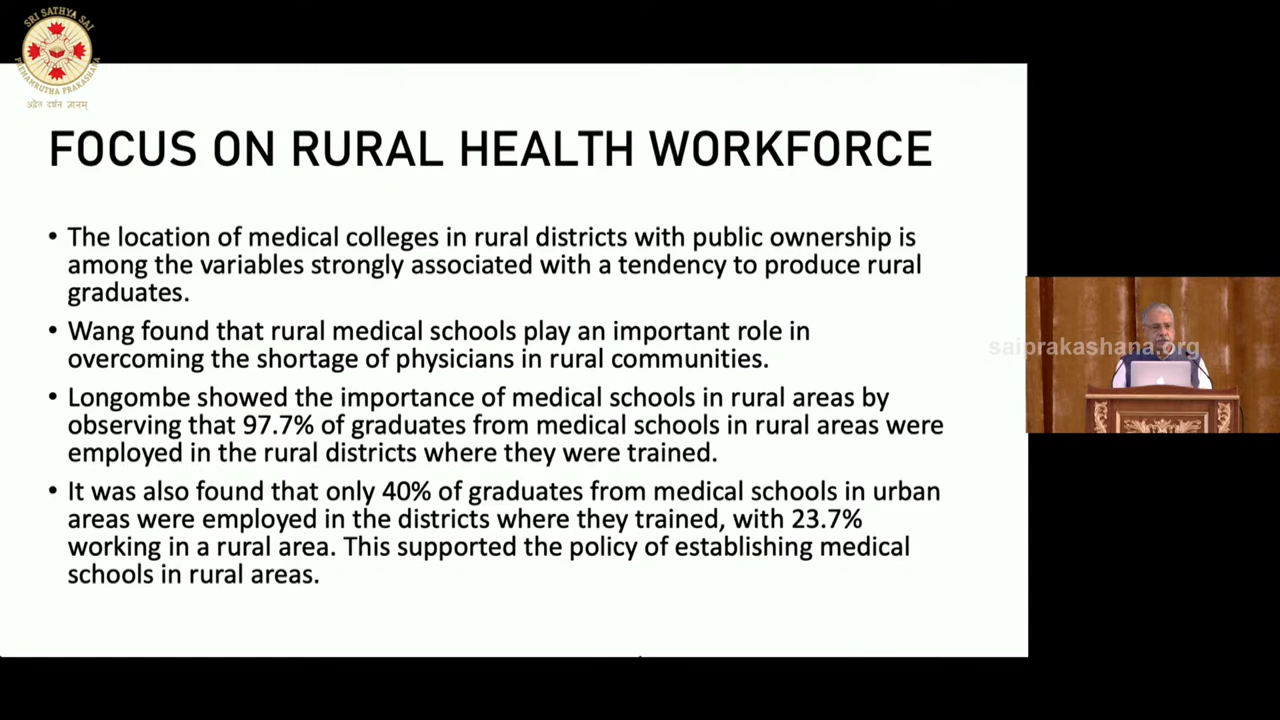 SRI SATHYA SAI
PREMAMRUTHA PRAKASHANA
अद्वैत दर्शन ज्ञानम्
FOCUS ON RURAL HEALTH WORKFORCE
• The location of medical colleges in rural districts with public ownership is
among the variables strongly associated with a tendency to produce rural
graduates.
• Wang found that rural medical schools play an important role in
overcoming the shortage of physicians in rural communities.
• Longombe showed the importance of medical schools in rural areas by
observing that 97.7% of graduates from medical schools in rural areas were
employed in the rural districts where they were trained.
• It was also found that only 40% of graduates from medical schools in urban
areas were employed in the districts where they trained, with 23.7%
working in a rural area. This supported the policy of establishing medical
schools in rural areas.
saiprakashana.org